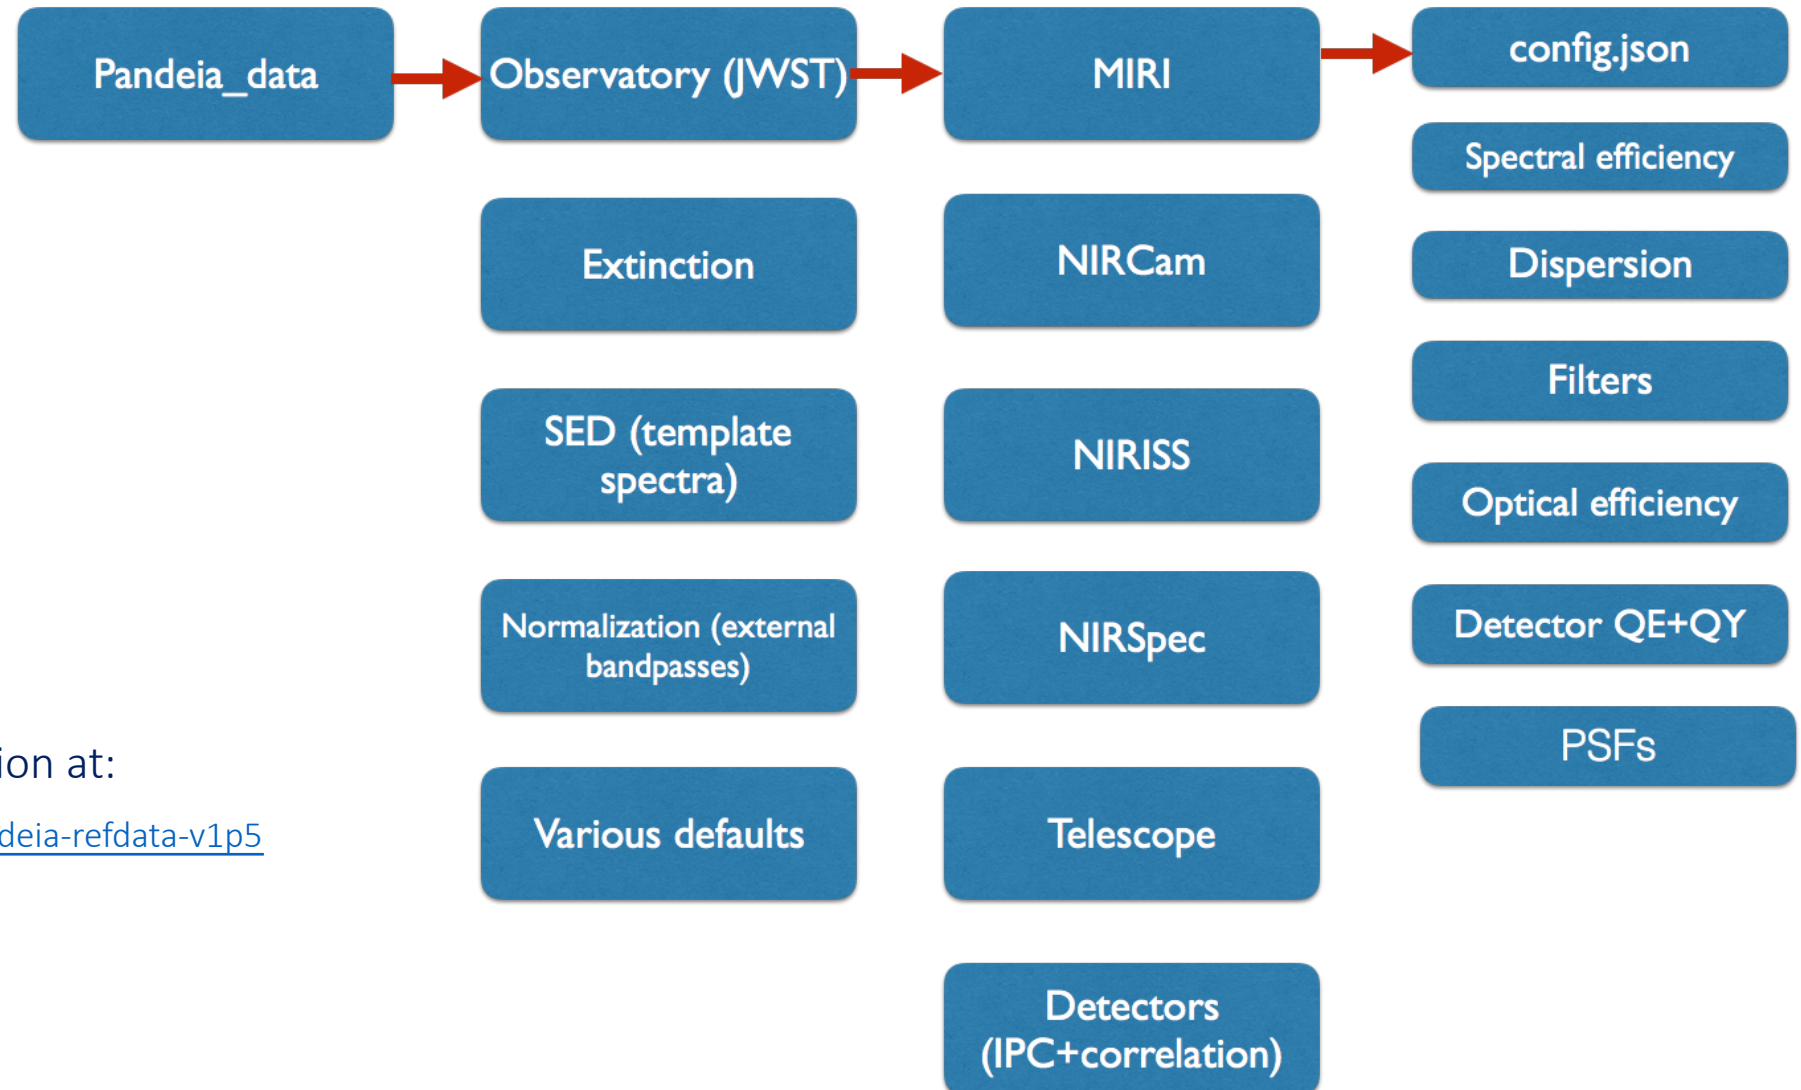 Pandeia_data
Observatory (JWST)
Extinction
SED (template
spectra)
Normalization (external
bandpasses)
Various defaults
MIRI
NIRCam
NIRISS
NIRSpec
Telescope
Detectors
(IPC+correlation)
config.json
Spectral efficiency
Dispersion
Filters
Optical efficiency
Detector QE+QY
PSFs
ion at:
deia-refdata-v1p5